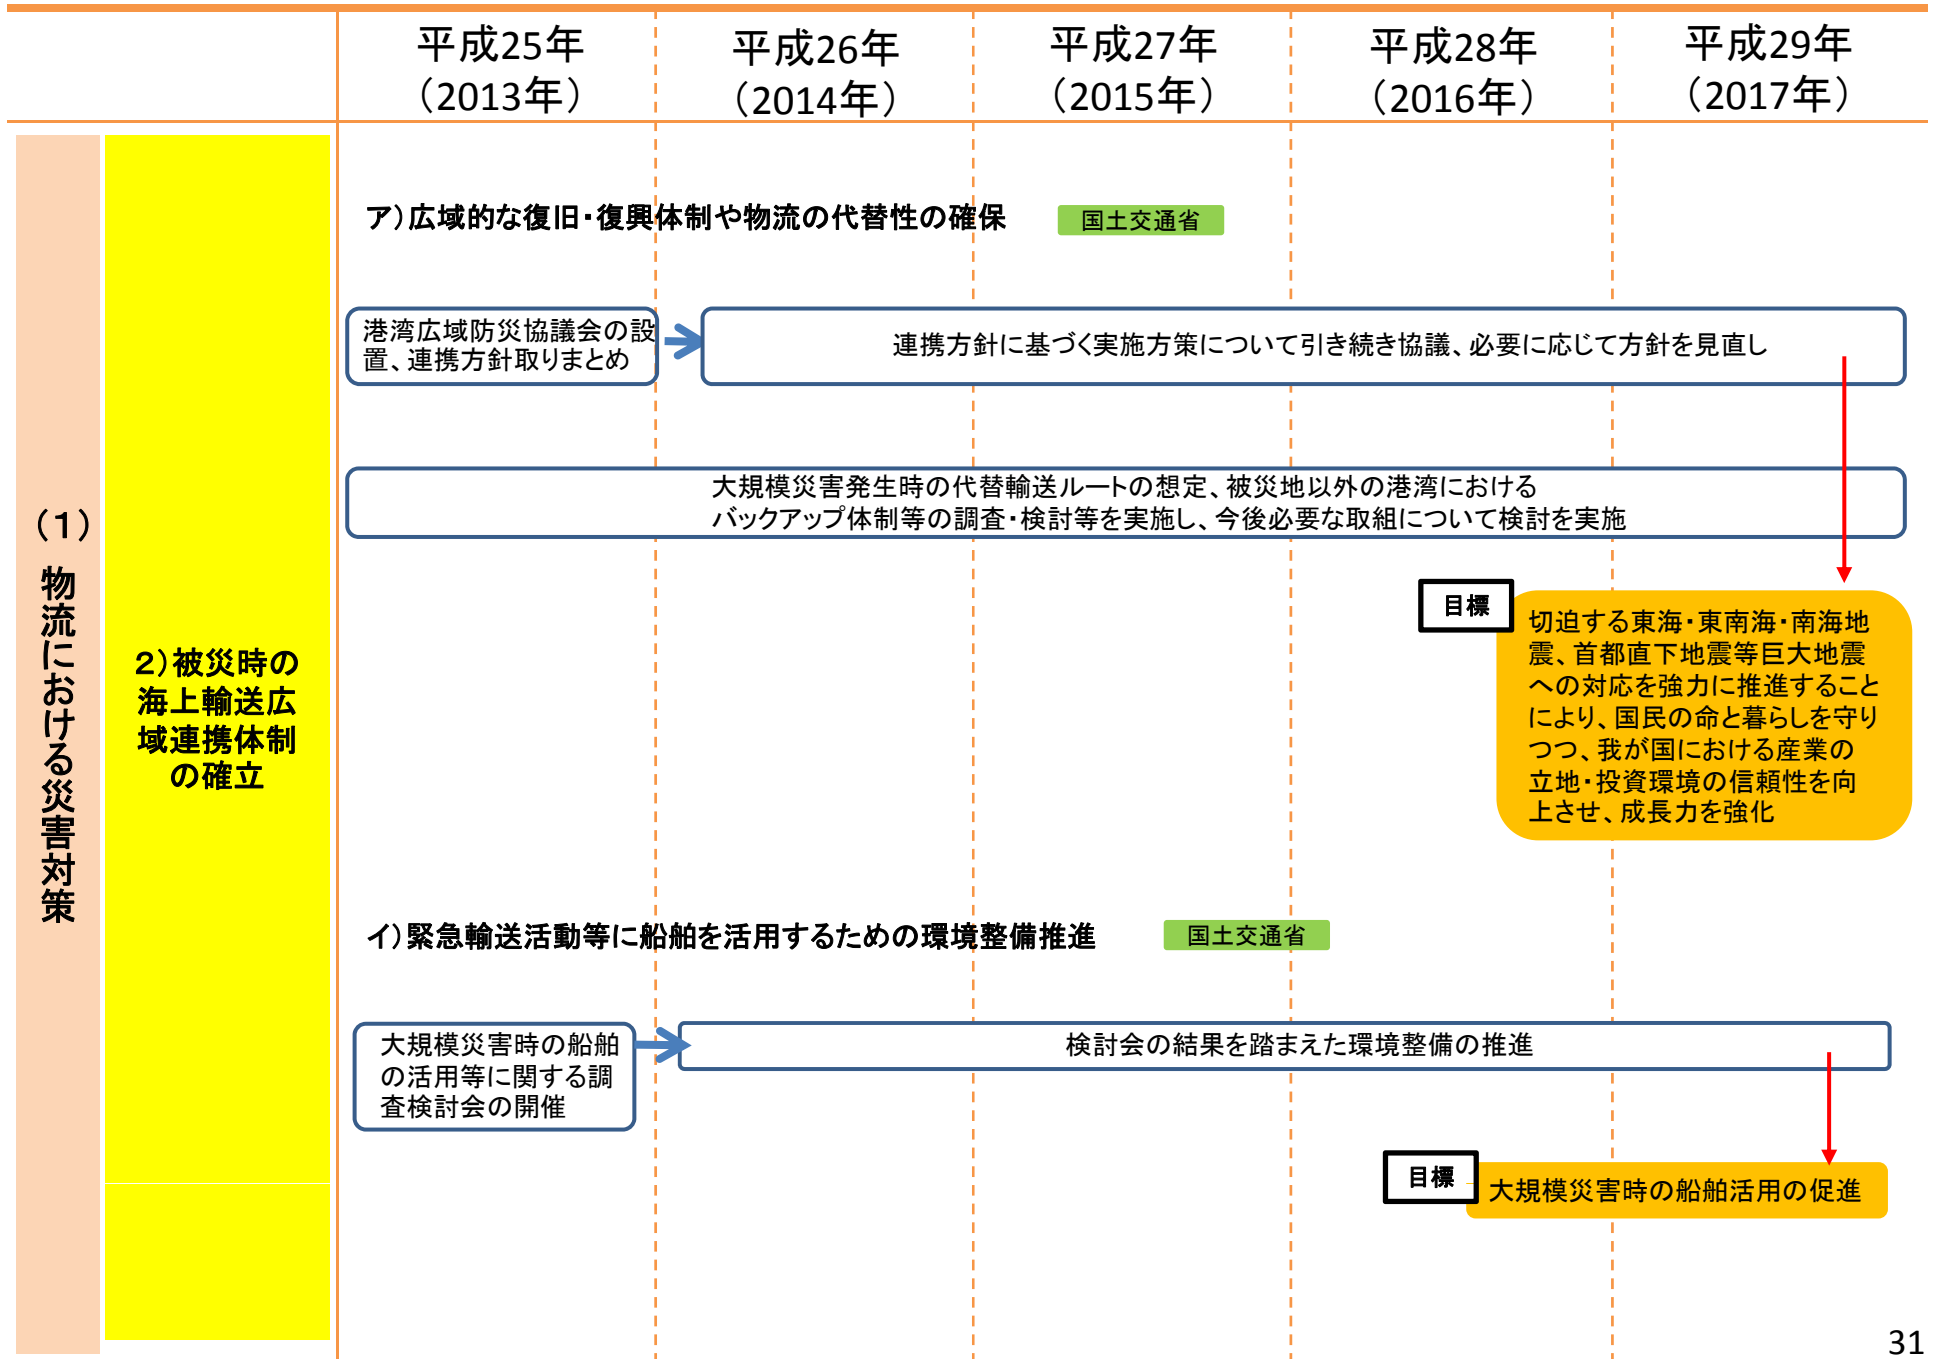 平成25年
(2013年)
平成26年
(2014年)
平成27年
(2015年)
平成28年
(2016年)
平成29年
(2017年)
(1)物流における災害対策
2)被災時の
海上輸送広
域連携体制
の確立
ア)広域的な復旧・復興体制や物流の代替性の確保
国土交通省
港湾広域防災協議会の設
置、連携方針取りまとめ
連携方針に基づく実施方策について引き続き協議、必要に応じて方針を見直し
大規模災害発生時の代替輸送ルートの想定、被災地以外の港湾における
バックアップ体制等の調査・検討等を実施し、今後必要な取組について検討を実施
目標
切迫する東海・東南海・南海地
震、首都直下地震等巨大地震
への対応を強力に推進すること
により、国民の命と暮らしを守り
つつ、我が国における産業の
立地・投資環境の信頼性を向
上させ、成長力を強化
イ)緊急輸送活動等に船舶を活用するための環境整備推進
国土交通省
大規模災害時の船舶
の活用等に関する調
査検討会の開催
検討会の結果を踏まえた環境整備の推進
目標
大規模災害時の船舶活用の促進
31